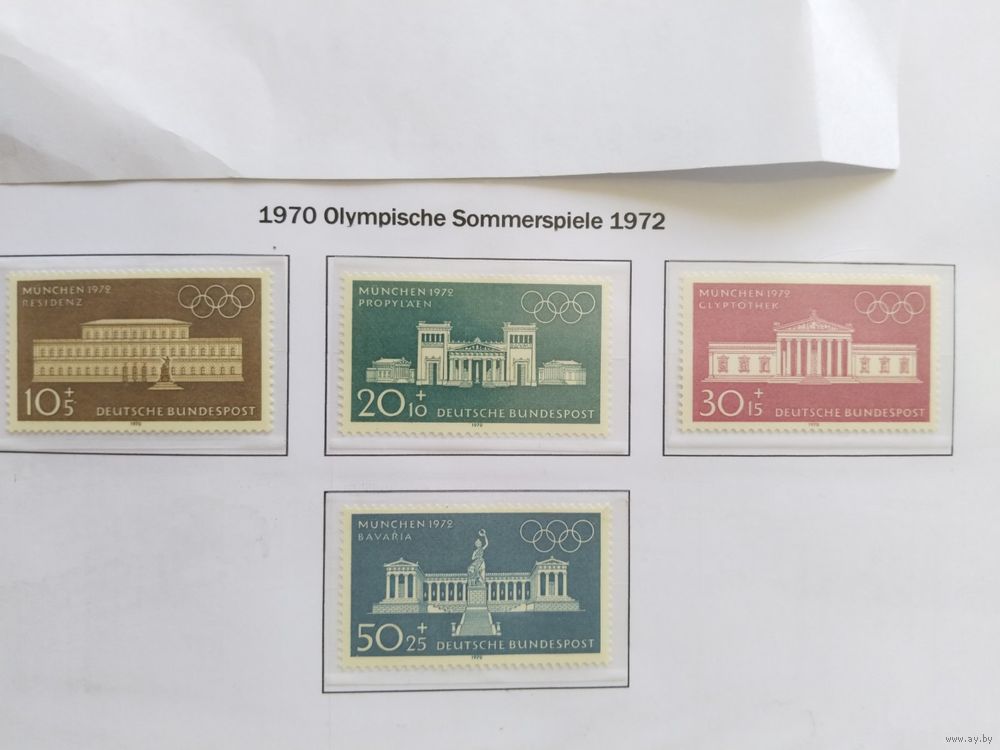 1970 Olympische Sommerspiele 1972
MÜNCHEN 1972
RESIDENZ
10 + 5
DEUTSCHE BUNDESPOST
1970
MÜNCHEN 1972
PROPYLÄEN
20 + 10
DEUTSCHE BUNDESPOST
1970
MÜNCHEN 1972
GLYPTOTHEK
30 + 15
DEUTSCHE BUNDESPOST
1970
MÜNCHEN 1972
BAVARIA
50 + 25
DEUTSCHE BUNDESPOST
1970
www.ay.by